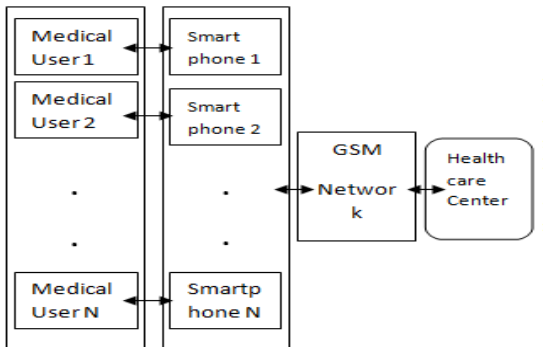 Medical
User 1
Smart
phone 1
Medical
User 2
Smart
phone 2
GSM
Networ
k
Health
care
Center
.
.
.
.
Medical
User N
Smartp
hone N